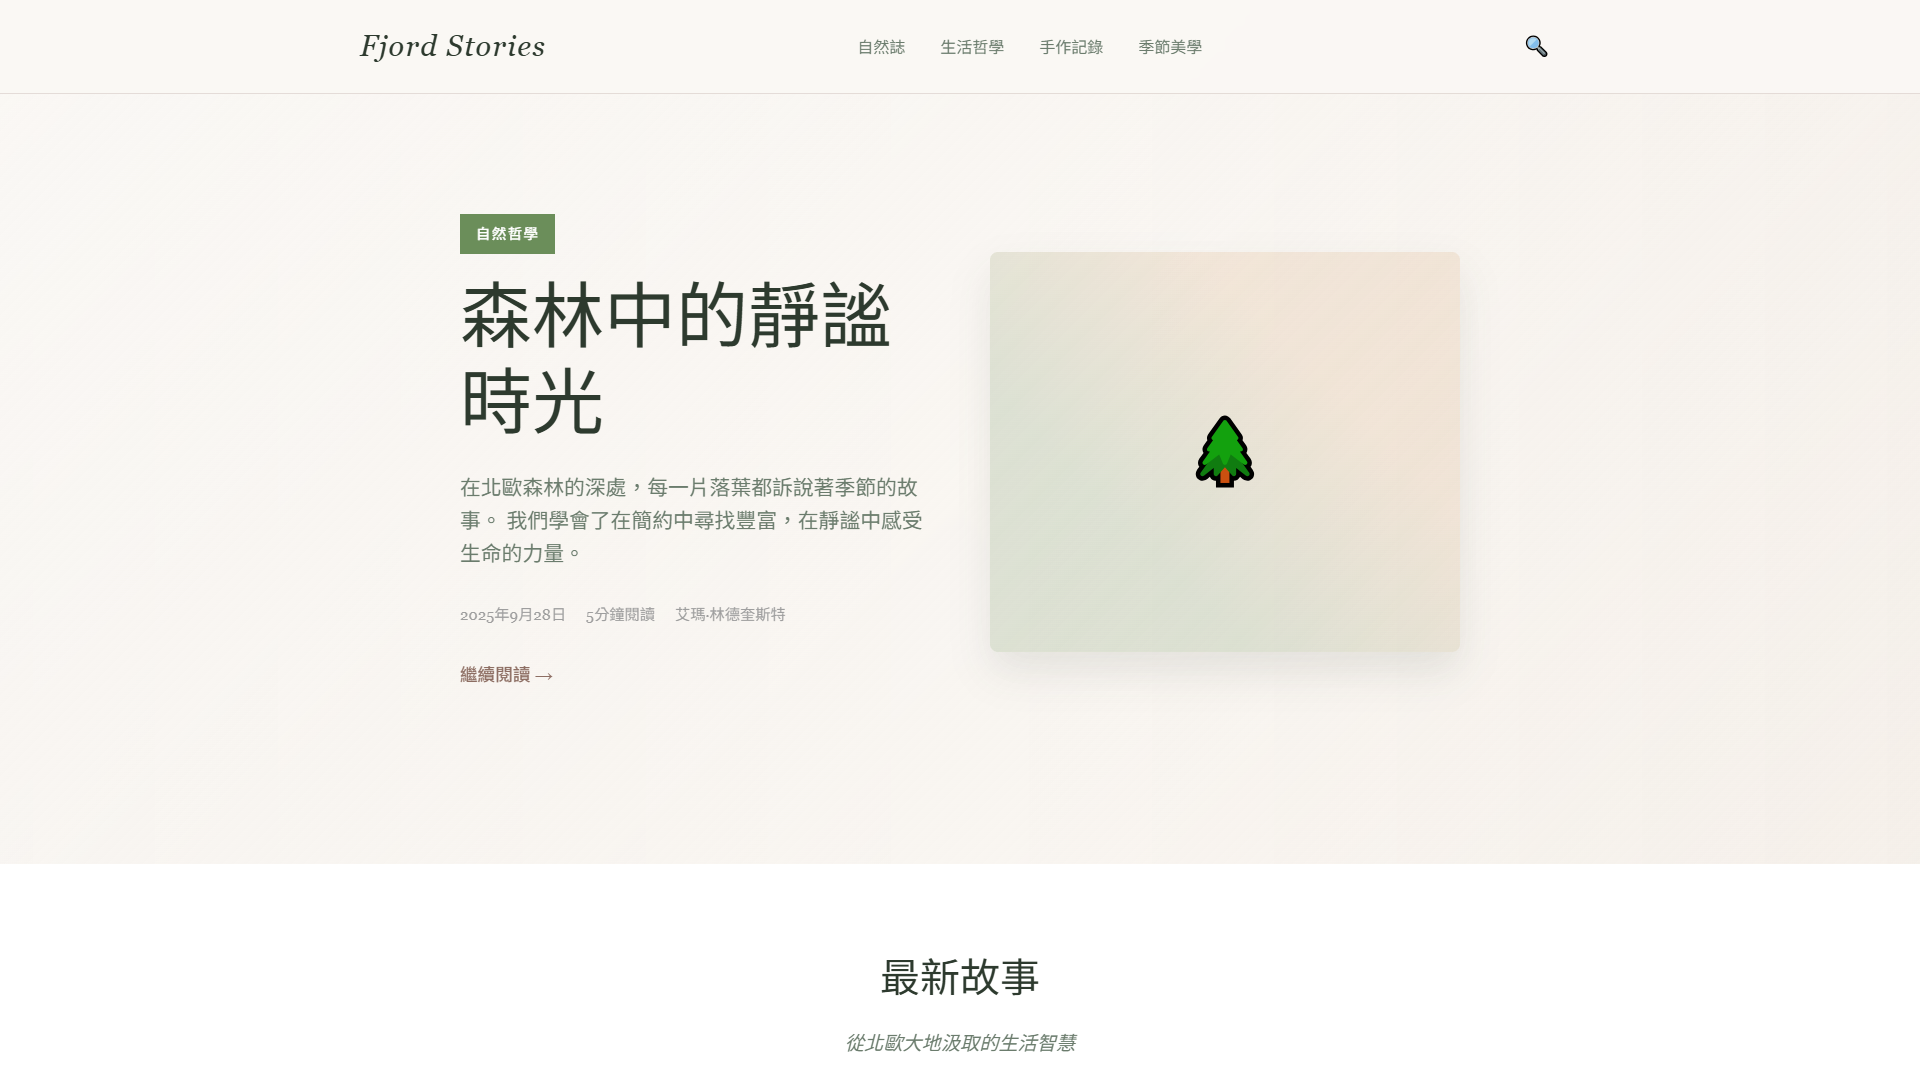 Fjord Stories
自然誌
生活哲學
手作記錄
季節美學
自然哲學
森林中的靜謐
時光
在北歐森林的深處，每一片落葉都訴說著季節的故
事。 我們學會了在簡約中尋找豐富，在靜謐中感受
生命的力量。
2025年9月28日 5分鐘閱讀 艾瑪·林德奎斯特
繼續閱讀 →
最新故事
從北歐大地汲取的生活智慧